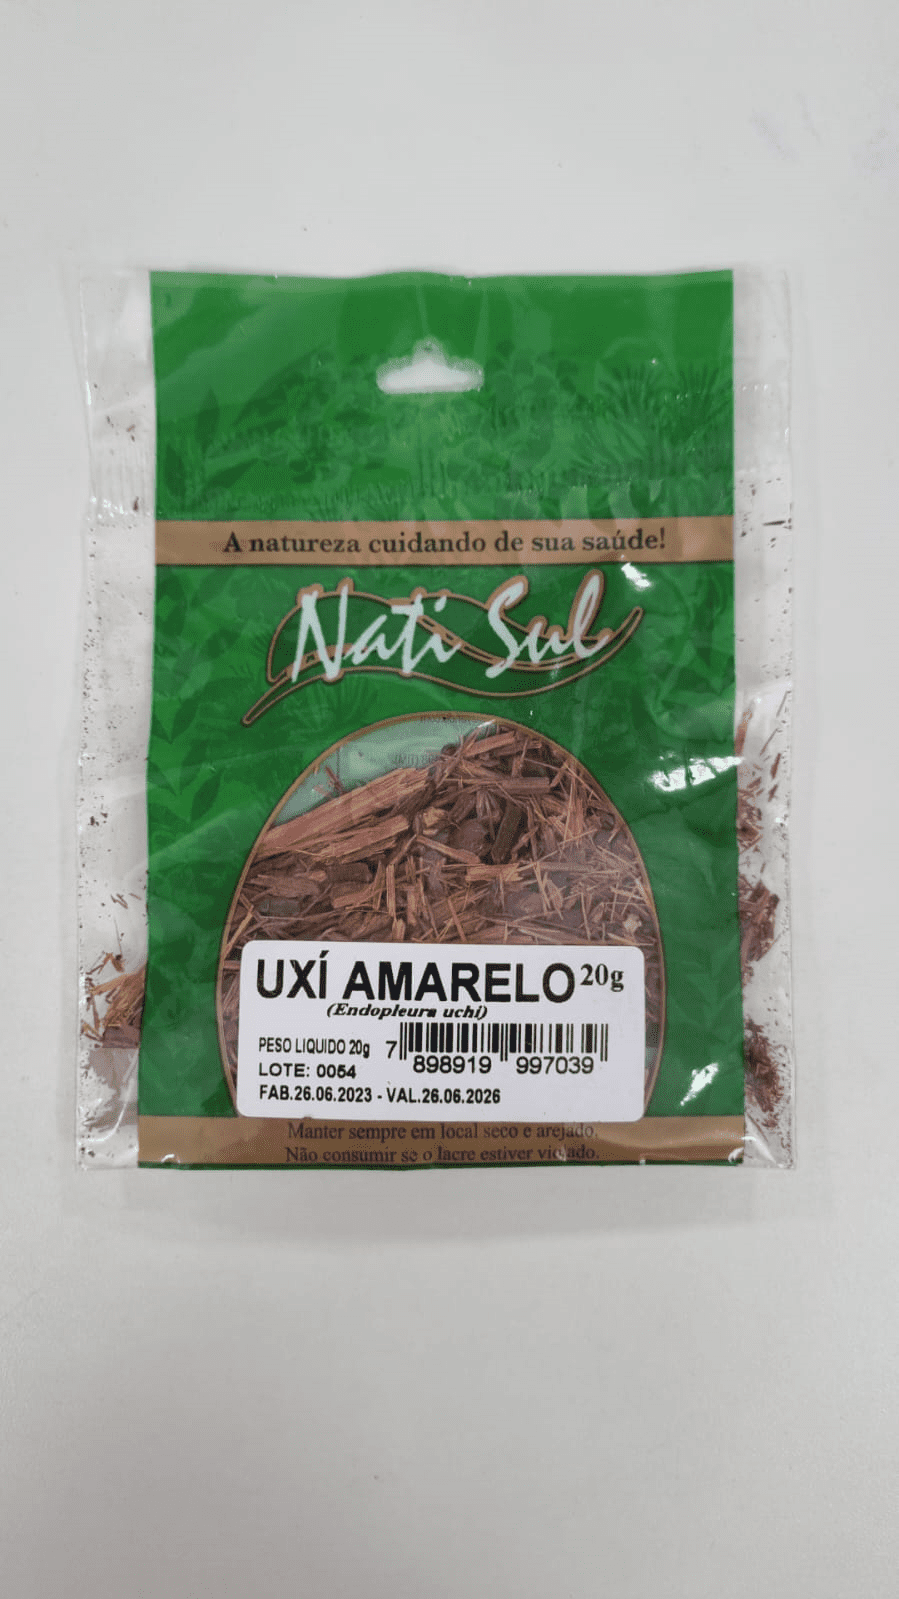 A natureza cuidando de sua saúde!
Nati Sul
UXÍ AMARELO 20g
(Endopleura uchi)
PESO LIQUIDO 20g
7 898919 997039
LOTE: 0054
FAB.26.06.2023 - VAL.26.06.2026
Manter sempre em local seco e arejado.
Não consumir se o lacre estiver violado.